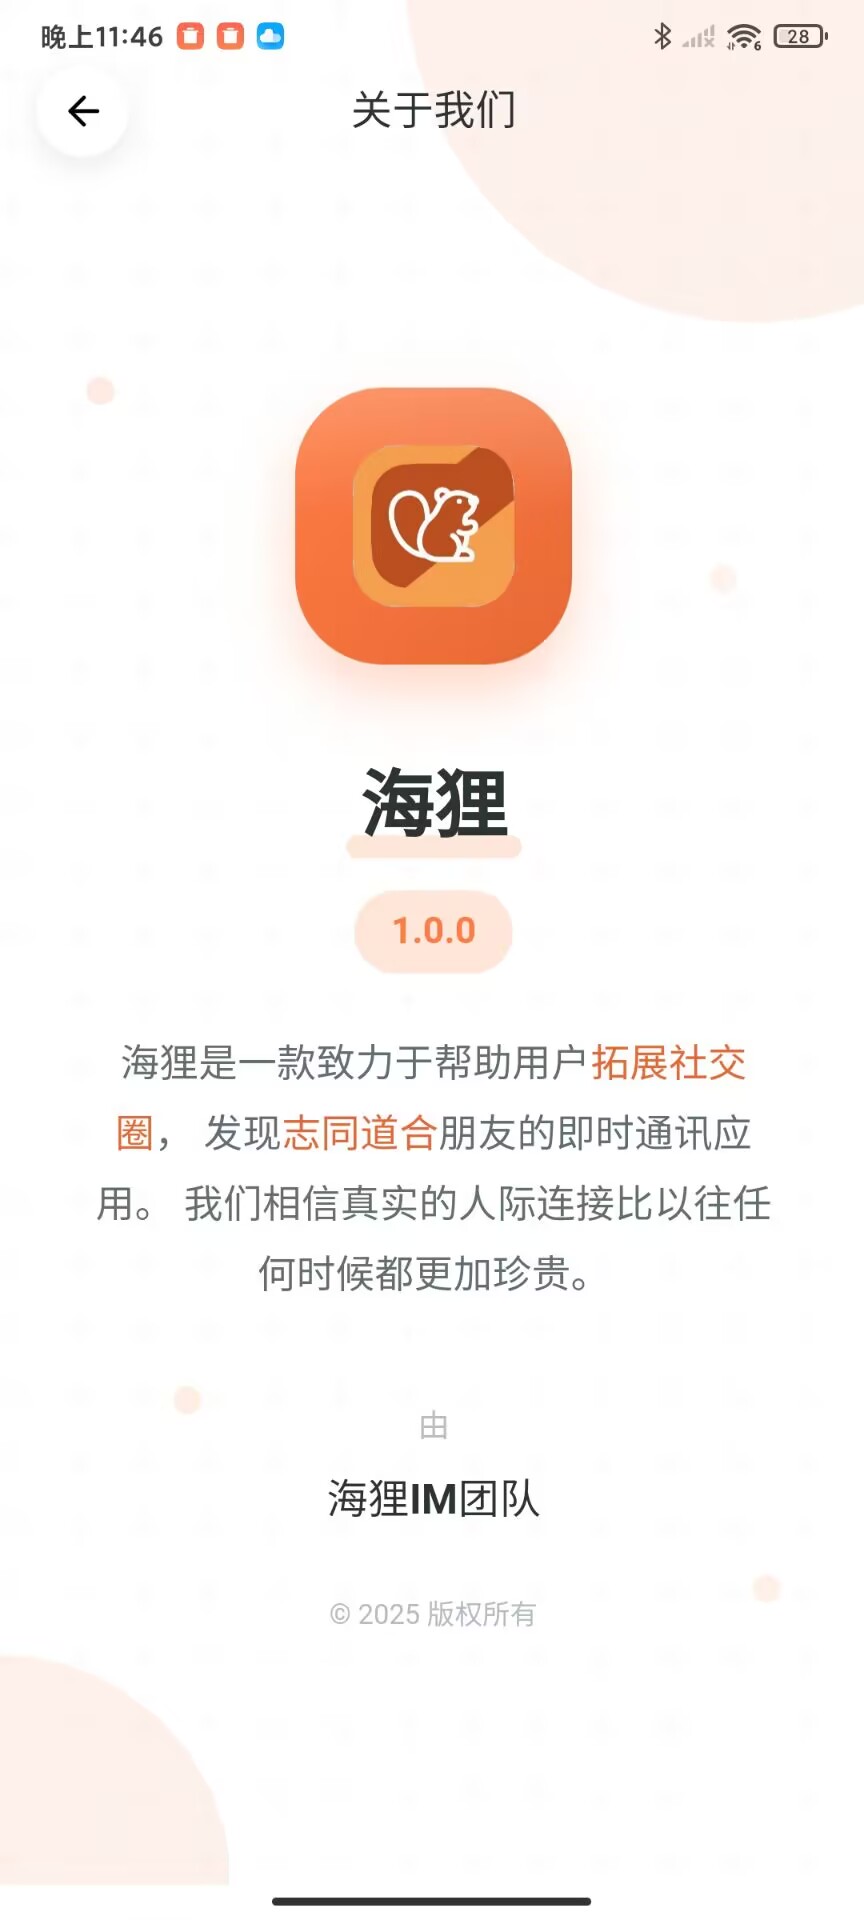 晚上11:46
28
关于我们
海狸
1.0.0
海狸是一款致力于帮助用户拓展社交
圈， 发现志同道合朋友的即时通讯应
用。 我们相信真实的人际连接比以往任
何时候都更加珍贵。
由
海狸IM团队
© 2025 版权所有